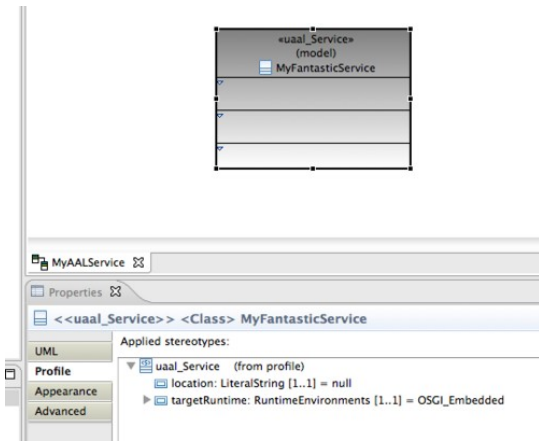 «uaal_Service»
(model)
MyFantasticService
MyAALService
Properties
<<uaal_Service>> <Class> MyFantasticService
Applied stereotypes:
UML
Profile
Appearance
Advanced
uaal_Service (from profile)
location: LiteralString [1..1] = null
targetRuntime: RuntimeEnvironments [1..1] = OSGI_Embedded